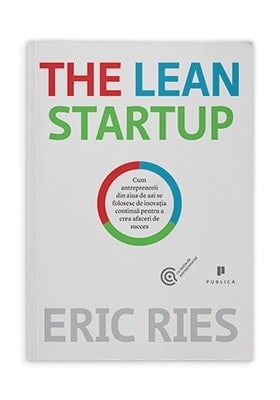 THE LEAN
STARTUP
Cum
antreprenorii
din ziua de azi se
folosesc de inovația
continuă pentru a
crea afaceri de
succes
PUBLICA
ERIC RIES